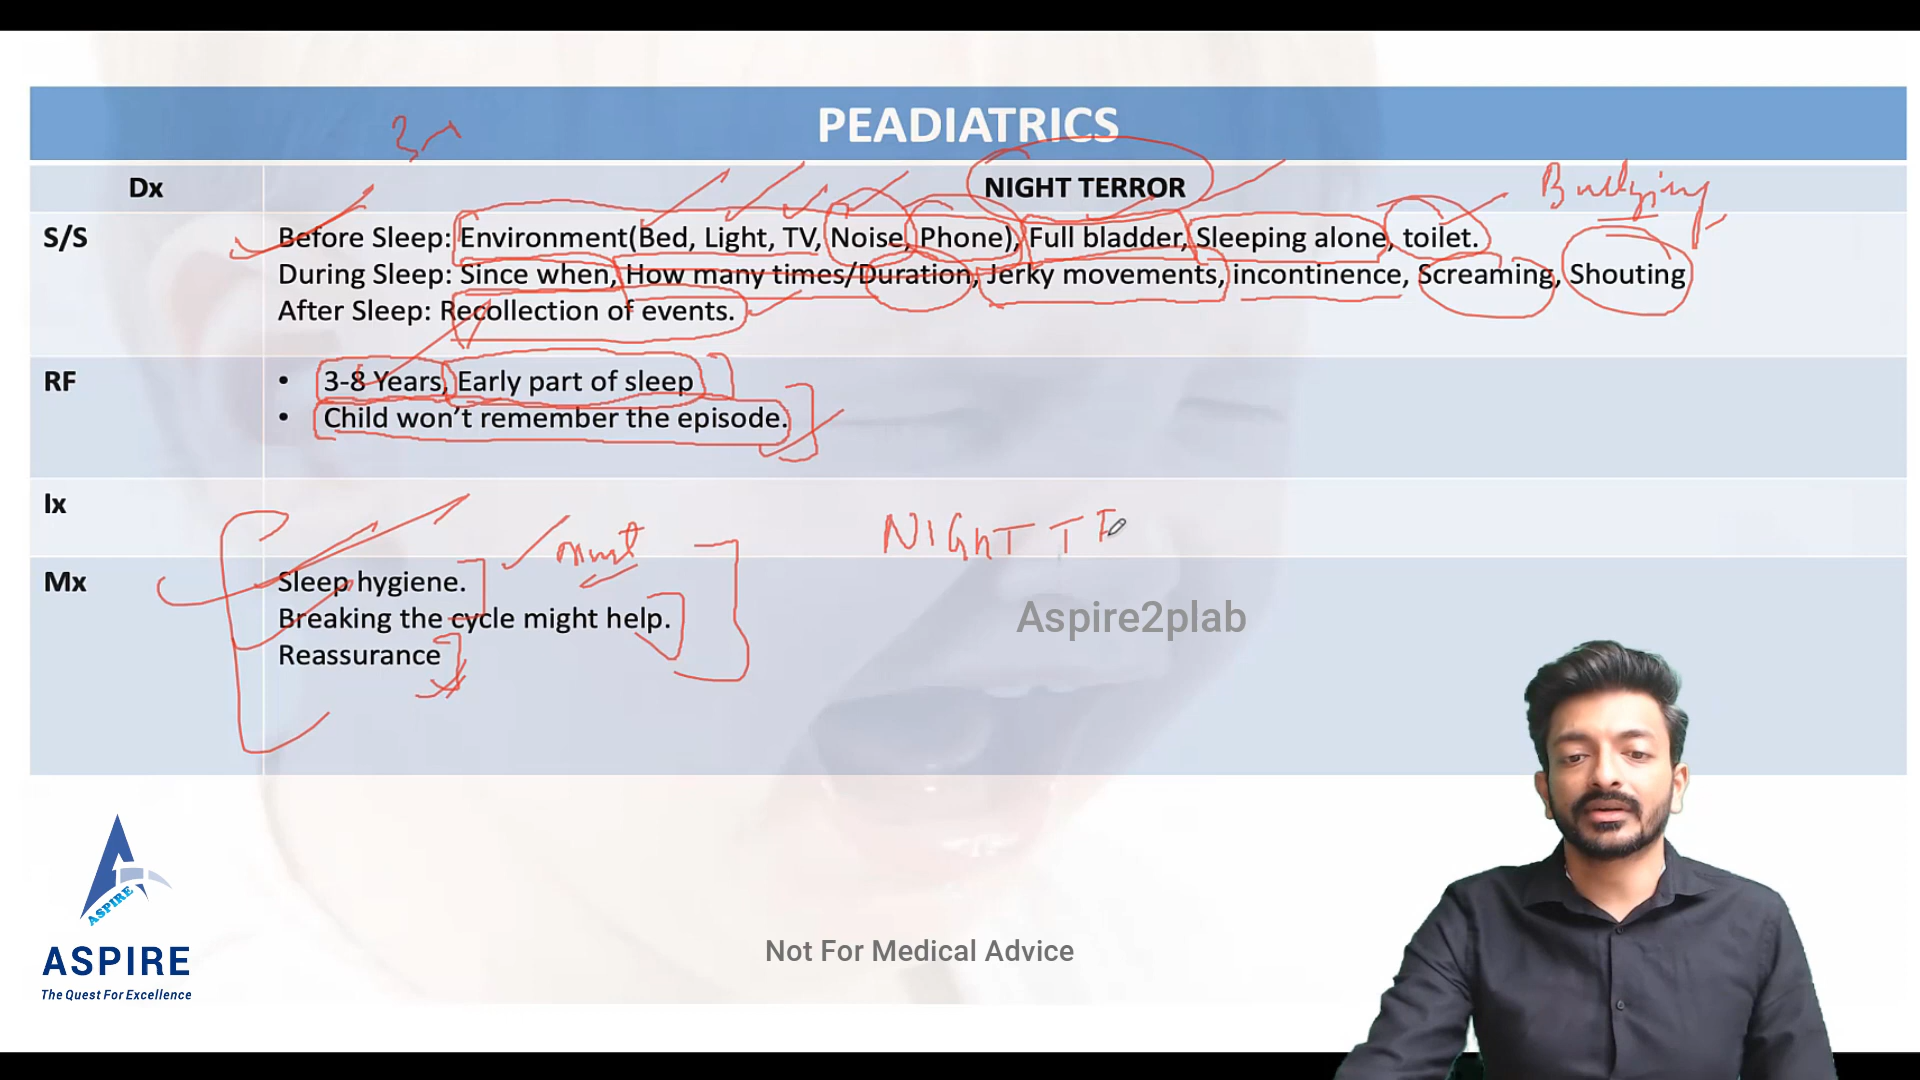 PEADIATRICS
Dx NIGHT TERROR
Bullying
S/S Before Sleep: Environment(Bed, Light, TV, Noise, Phone), Full bladder, Sleeping alone, toilet.
During Sleep: Since when, How many times/Duration, Jerky movements, incontinence, Screaming, Shouting
After Sleep: Recollection of events.
RF • 3-8 Years, Early part of sleep
• Child won't remember the episode.
Ix
NIGhT T
Mx Sleep hygiene.
Breaking the cycle might help.
Reassurance
Aspire2plab
ASPIRE
ASPIRE
The Quest For Excellence
Not For Medical Advice